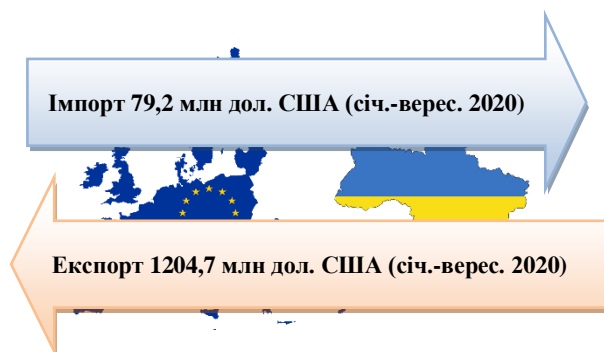 Імпорт 79,2 млн дол. США (січ.-верес. 2020)
Експорт 1204,7 млн дол. США (січ.-верес. 2020)